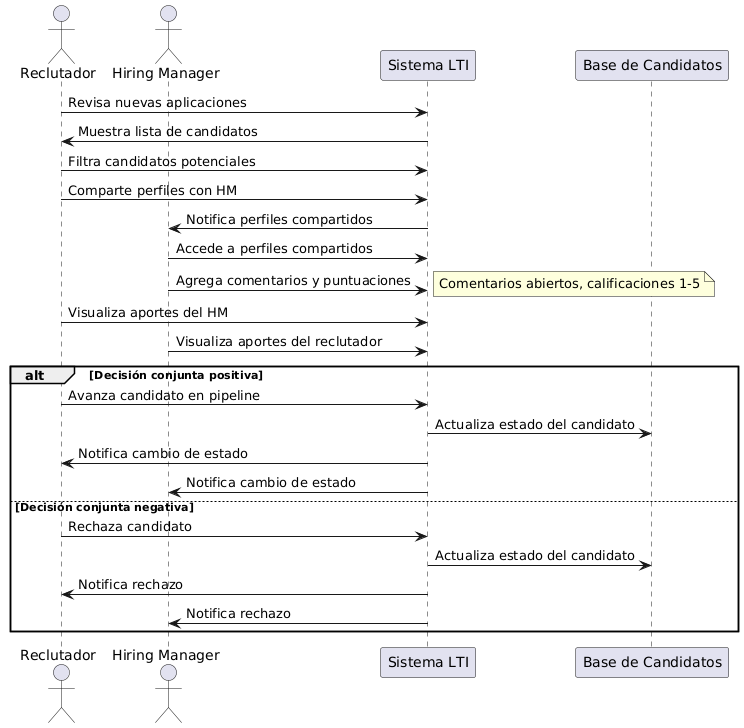 Reclutador
Hiring Manager
Sistema LTI
Base de Candidatos
Revisa nuevas aplicaciones
Muestra lista de candidatos
Filtra candidatos potenciales
Comparte perfiles con HM
Notifica perfiles compartidos
Accede a perfiles compartidos
Agrega comentarios y puntuaciones
Comentarios abiertos, calificaciones 1-5
Visualiza aportes del HM
Visualiza aportes del reclutador
alt
[Decisión conjunta positiva]
Avanza candidato en pipeline
Actualiza estado del candidato
Notifica cambio de estado
Notifica cambio de estado
[Decisión conjunta negativa]
Rechaza candidato
Actualiza estado del candidato
Notifica rechazo
Notifica rechazo
Reclutador
Hiring Manager
Sistema LTI
Base de Candidatos